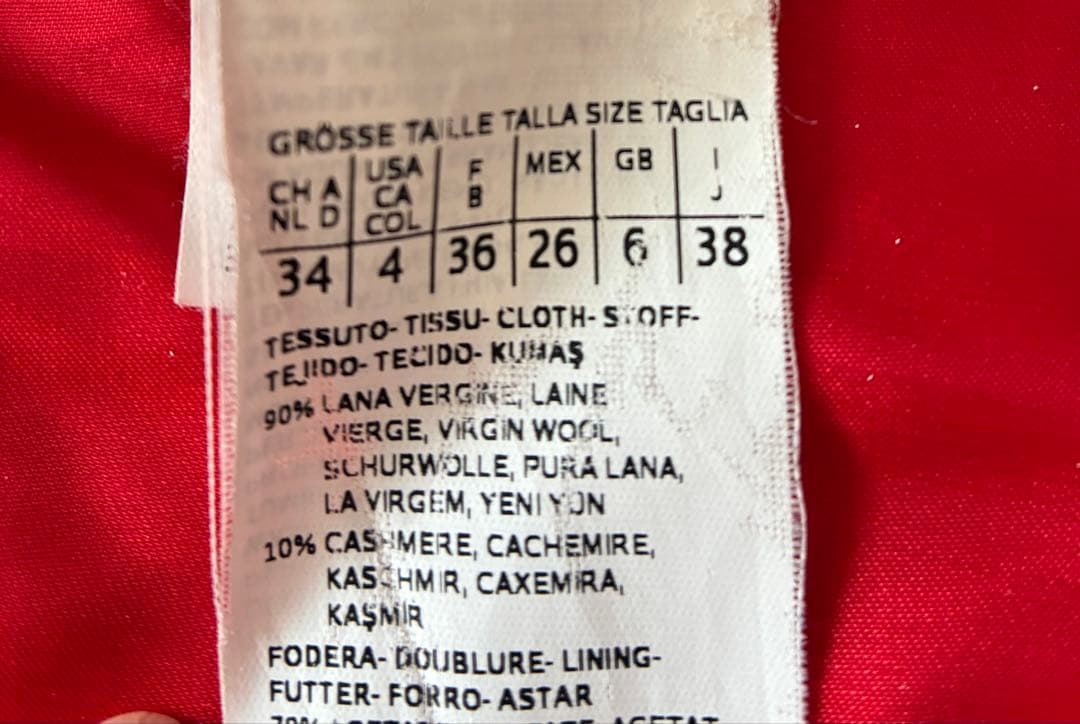 GRÖSSE TAILLE TALLA SIZE TAGLIA
CH A NL D USA CA COL F B MEX GB I J
34 4 36 26 6 38
TESSUTO- TISSU- CLOTH- STOFF-
TEJIDO- TECIDO- KUMAŞ
90% LANA VERGINE, LAINE
VIERGE, VIRGIN WOOL,
SCHURWOLLE, PURA LANA,
LA VIRGEM, YENI YÜN
10% CASHMERE, CACHEMIRE,
KASCHMIR, CAXEMIRA,
KAŞMIR
FODERA- DOUBLURE- LINING-
FUTTER- FORRO- ASTAR